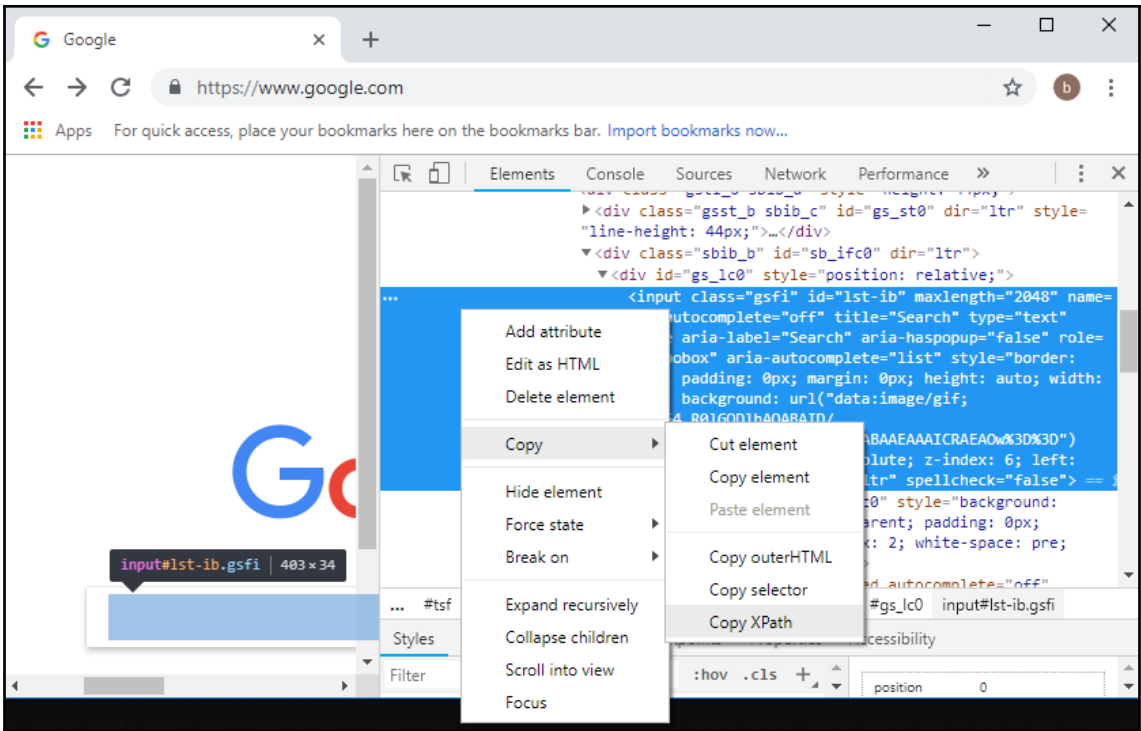 Google
https://www.google.com
b
Apps For quick access, place your bookmarks here on the bookmarks bar. Import bookmarks now...
Elements Console Sources Network Performance »
<div class="gsst_b sbib_c" id="gs_st0" dir="ltr" style=
"line-height: 44px;">…</div>
<div class="sbib_b" id="sb_ifc0" dir="ltr">
<div id="gs_lc0" style="position: relative;">
... <input class="gsfi" id="lst-ib" maxlength="2048" name=
autocomplete="off" title="Search" type="text"
aria-label="Search" aria-haspopup="false" role=
aria-autocomplete="list" style="border:
padding: 0px; margin: 0px; height: auto; width:
background: url("data:image/gif;
BAAEAAAICRAEAOw%3D%3D")
z-index: 6; left:
spellcheck="false"> ==
style="background:
padding: 0px;
2; white-space: pre;
autocomplete="off"
Add attribute
Edit as HTML
Delete element
Copy
Hide element
Force state
Break on
Expand recursively
Collapse children
Scroll into view
Focus
Cut element
Copy element
Paste element
Copy outerHTML
Copy selector
Copy XPath
Go
input#lst-ib.gsfi 403 × 34
... #tsf #gs_lc0 input#lst-ib.gsfi
Styles Accessibility
Filter :hov .cls +
position 0